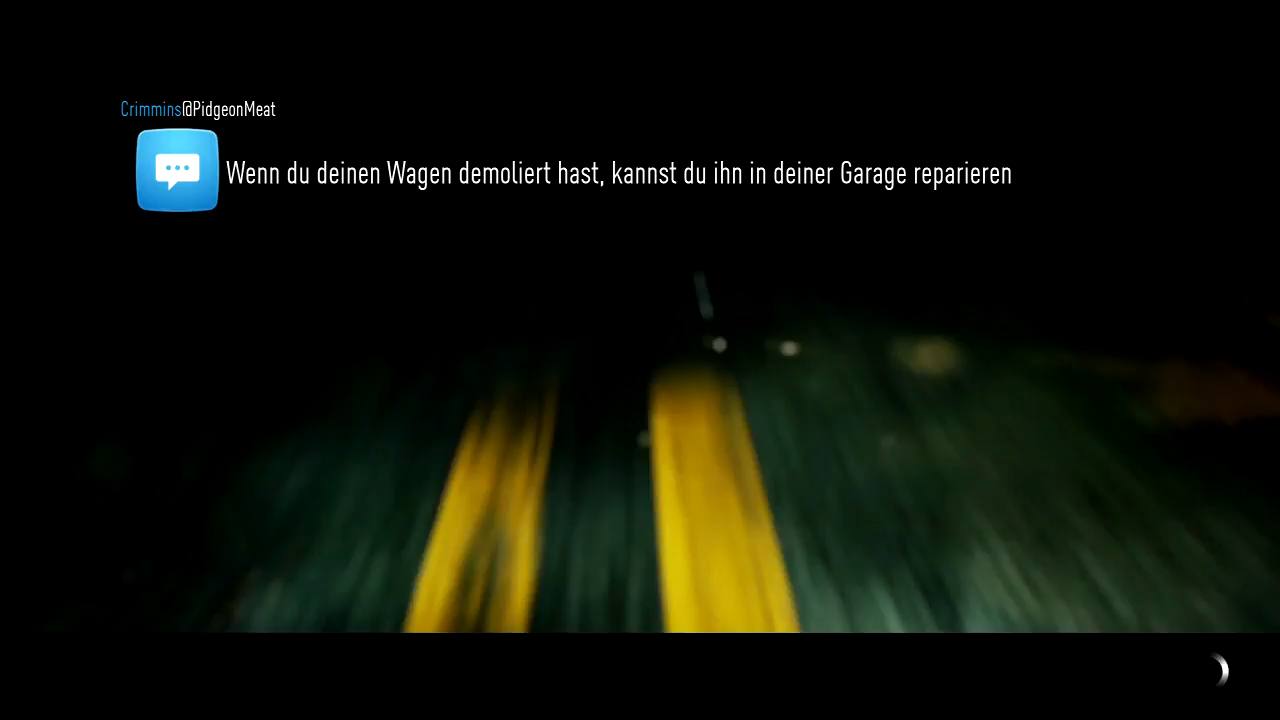 Crimmins@PidgeonMeat
Wenn du deinen Wagen demoliert hast, kannst du ihn in deiner Garage reparieren